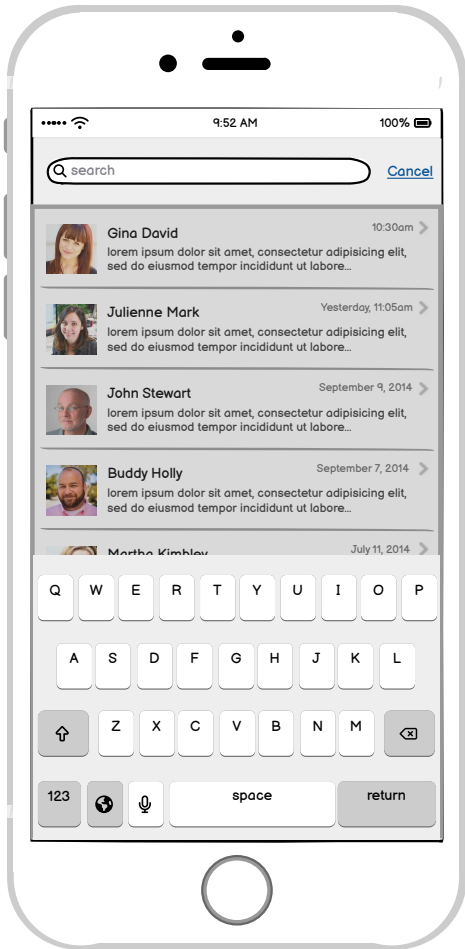 9:52 AM 100%
search Cancel
Gina David 10:30am
lorem ipsum dolor sit amet, consectetur adipisicing elit,
sed do eiusmod tempor incididunt ut labore...
Julienne Mark Yesterday, 11:05am
lorem ipsum dolor sit amet, consectetur adipisicing elit,
sed do eiusmod tempor incididunt ut labore...
John Stewart September 9, 2014
lorem ipsum dolor sit amet, consectetur adipisicing elit,
sed do eiusmod tempor incididunt ut labore...
Buddy Holly September 7, 2014
lorem ipsum dolor sit amet, consectetur adipisicing elit,
sed do eiusmod tempor incididunt ut labore...
Martha Kimbley July 11, 2014
Q W E R T Y U I O P
A S D F G H J K L
Z X C V B N M
123 space return